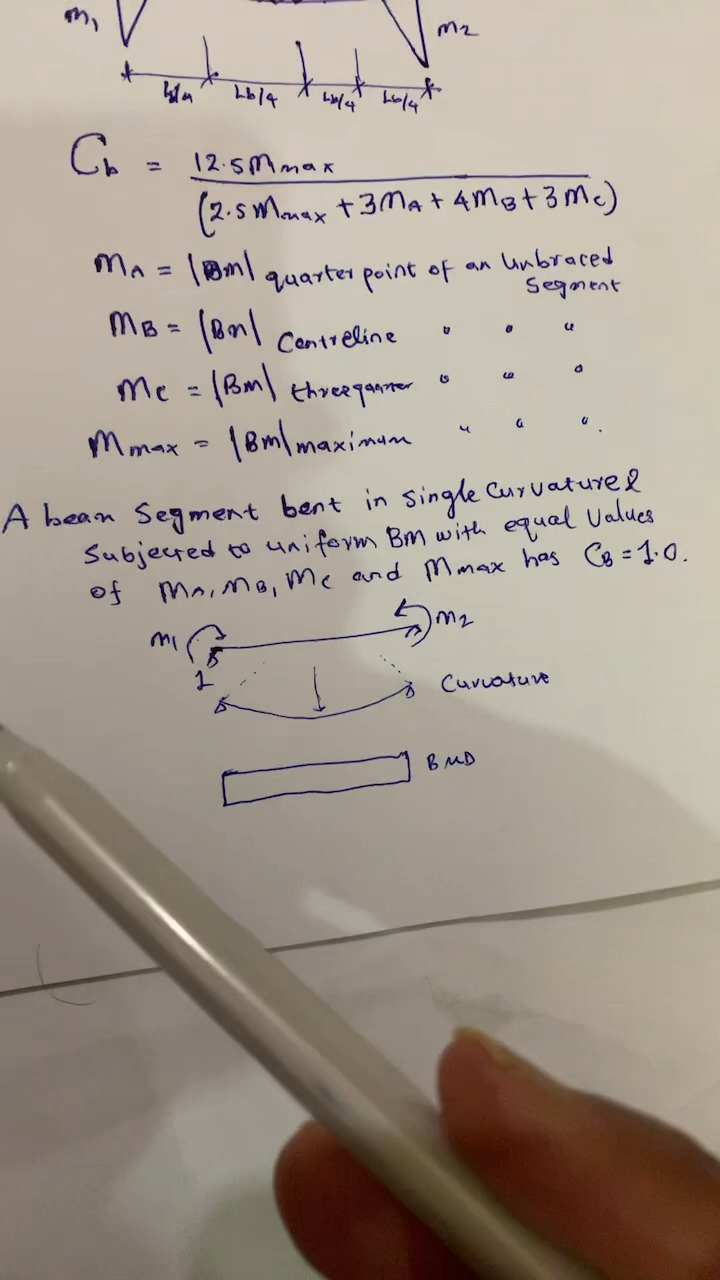 M₁
M₂
Lb/4 Lb/4 Lb/4 Lb/4
Cb = 12.5Mmax
(2.5Mmax + 3MA + 4MB + 3Mc)
MA = |BM| quarter point of an Unbraced
Segment
MB = |BM| Centreline " " "
Mc = |BM| threequarter " " "
Mmax = |BM| maximum " " ".
A beam Segment bent in Single Curvature &
Subjected to uniform BM with equal Values
of MA, MB, Mc and Mmax has CB = 1.0.
M₁ M₂
1
Curvature
BMD